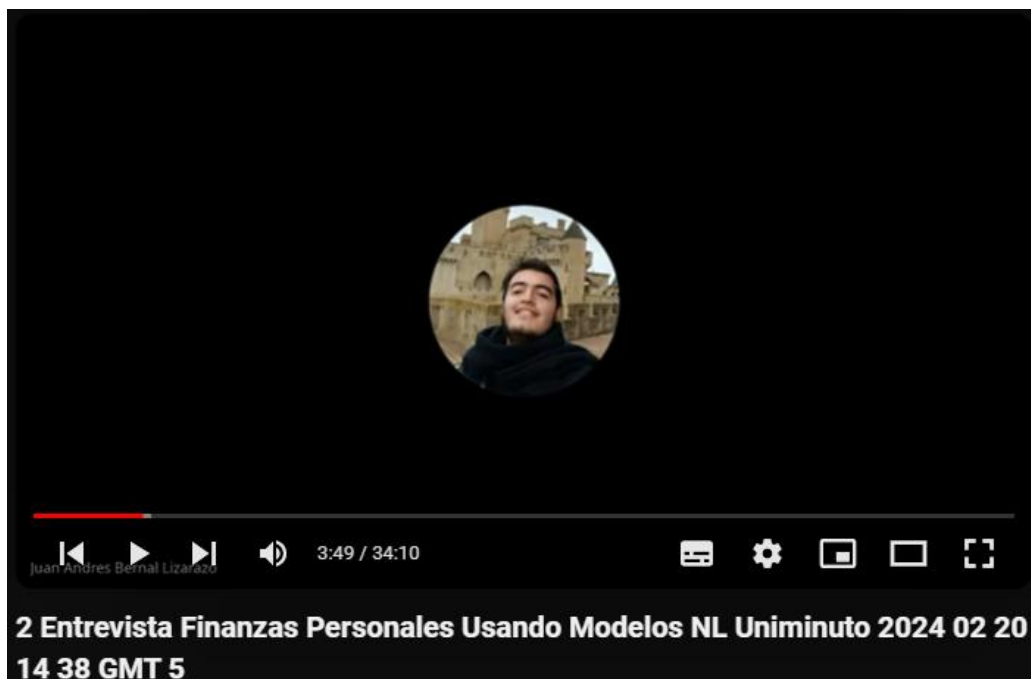 3:49 / 34:10
Juan Andres Bernal Lizarazo
2 Entrevista Finanzas Personales Usando Modelos NL Uniminuto 2024 02 20
14 38 GMT 5